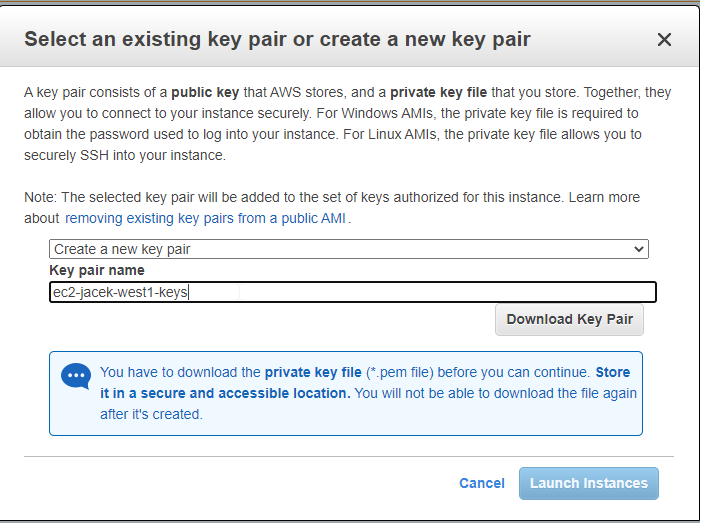 Select an existing key pair or create a new key pair
A key pair consists of a public key that AWS stores, and a private key file that you store. Together, they
allow you to connect to your instance securely. For Windows AMIs, the private key file is required to
obtain the password used to log into your instance. For Linux AMIs, the private key file allows you to
securely SSH into your instance.
Note: The selected key pair will be added to the set of keys authorized for this instance. Learn more
about removing existing key pairs from a public AMI.
Create a new key pair
Key pair name
ec2-jacek-west1-keys
Download Key Pair
You have to download the private key file (*.pem file) before you can continue. Store
it in a secure and accessible location. You will not be able to download the file again
after it's created.
Cancel Launch Instances